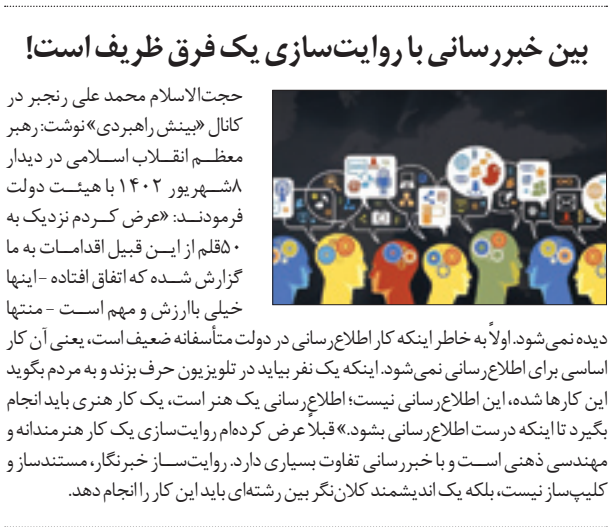 بین خبررسانی با روایت‌سازی یک فرق ظریف است!
حجت‌الاسلام محمد علی رنجبر در
کانال «بینش راهبردی»نوشت: رهبر
معظم انقلاب اسلامی در دیدار
۸شهریور ۱۴۰۲ با هیئت دولت
فرمودند: «عرض کردم نزدیک به
۵۰قلم از این قبیل اقدامات به ما
گزارش شده که اتفاق افتاده -اینها
خیلی باارزش و مهم است - منتها
دیده نمی‌شود. اولاً به خاطر اینکه کار اطلاع‌رسانی در دولت متأسفانه ضعیف است، یعنی آن کار
اساسی برای اطلاع‌رسانی نمی‌شود. اینکه یک نفر بیاید در تلویزیون حرف بزند و به مردم بگوید
این کارها شده، این اطلاع‌رسانی نیست؛ اطلاع‌رسانی یک هنر است، یک کار هنری باید انجام
بگیرد تا اینکه درست اطلاع‌رسانی بشود.» قبلاً عرض کرده‌ام روایت‌سازی یک کار هنرمندانه و
مهندسی ذهنی است و با خبررسانی تفاوت بسیاری دارد. روایت‌ساز خبرنگار، مستندساز و
کلیپ‌ساز نیست، بلکه یک اندیشمند کلان‌نگر بین رشته‌ای باید این کار را انجام دهد.